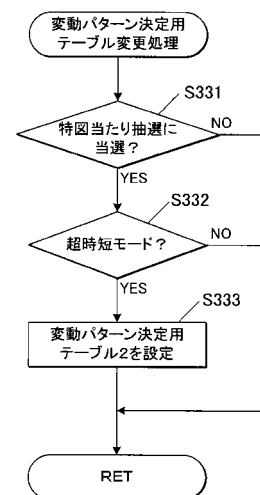 変動パターン決定用
テーブル変更処理
S331
特図当たり抽選に
当選？
NO
YES
S332
超時短モード？
NO
YES
S333
変動パターン決定用
テーブル2を設定
RET